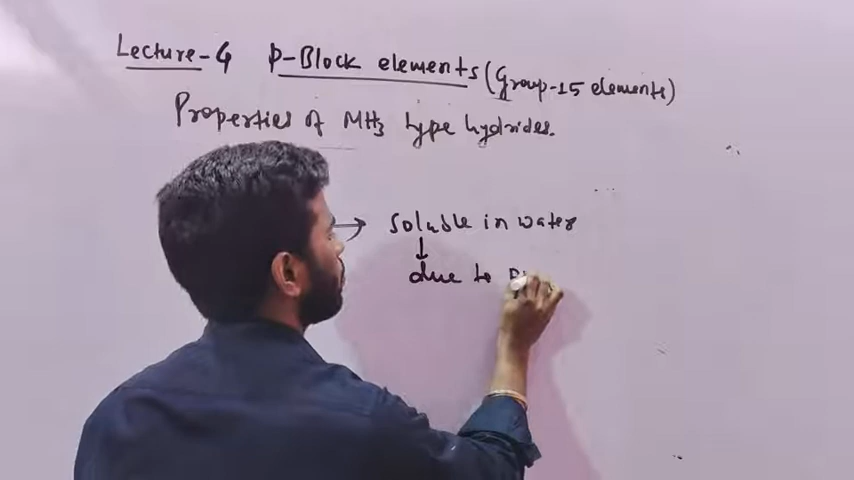 Lecture-4 p-Block elements (Group-15 elements)
Properties of MH3 type hydrides.
→ Soluble in water
↓
due to